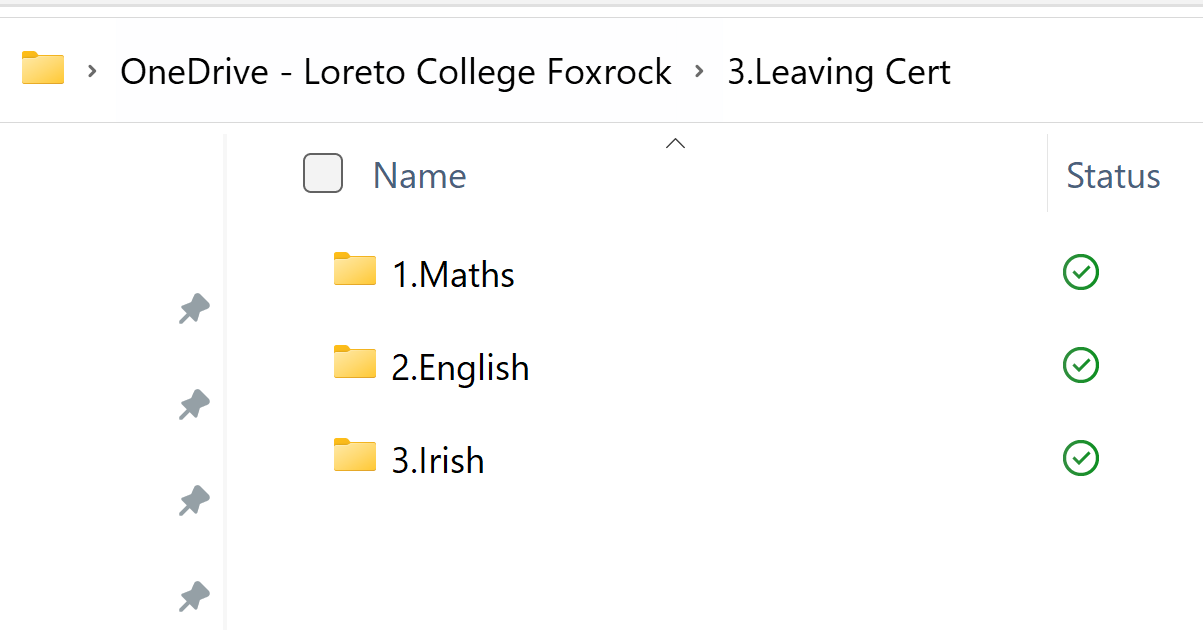 OneDrive - Loreto College Foxrock > 3.Leaving Cert
Name Status
1.Maths
2.English
3.Irish